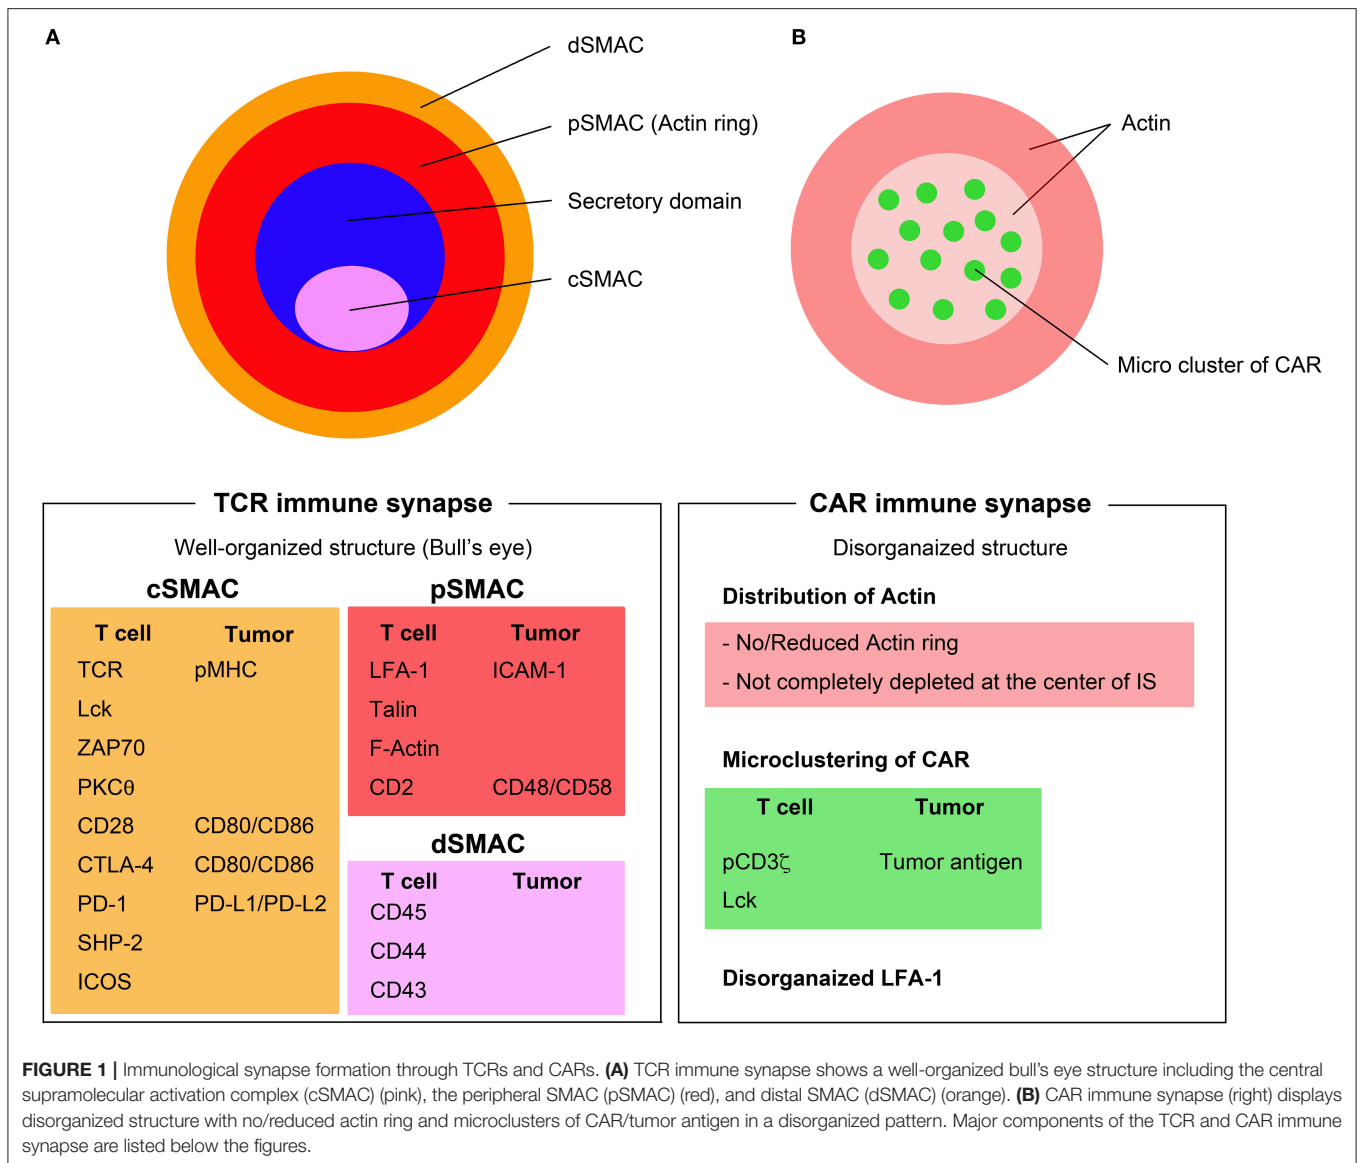 A
dSMAC
pSMAC (Actin ring)
Secretory domain
cSMAC
B
Actin
Micro cluster of CAR
TCR immune synapse
Well-organized structure (Bull's eye)
cSMAC
T cell Tumor
TCR pMHC
Lck
ZAP70
PKCθ
CD28 CD80/CD86
CTLA-4 CD80/CD86
PD-1 PD-L1/PD-L2
SHP-2
ICOS
pSMAC
T cell Tumor
LFA-1 ICAM-1
Talin
F-Actin
CD2 CD48/CD58
dSMAC
T cell Tumor
CD45
CD44
CD43
CAR immune synapse
Disorganaized structure
Distribution of Actin
- No/Reduced Actin ring
- Not completely depleted at the center of IS
Microclustering of CAR
T cell Tumor
pCD3ζ Tumor antigen
Lck
Disorganaized LFA-1
FIGURE 1 | Immunological synapse formation through TCRs and CARs. (A) TCR immune synapse shows a well-organized bull's eye structure including the central
supramolecular activation complex (cSMAC) (pink), the peripheral SMAC (pSMAC) (red), and distal SMAC (dSMAC) (orange). (B) CAR immune synapse (right) displays
disorganized structure with no/reduced actin ring and microclusters of CAR/tumor antigen in a disorganized pattern. Major components of the TCR and CAR immune
synapse are listed below the figures.